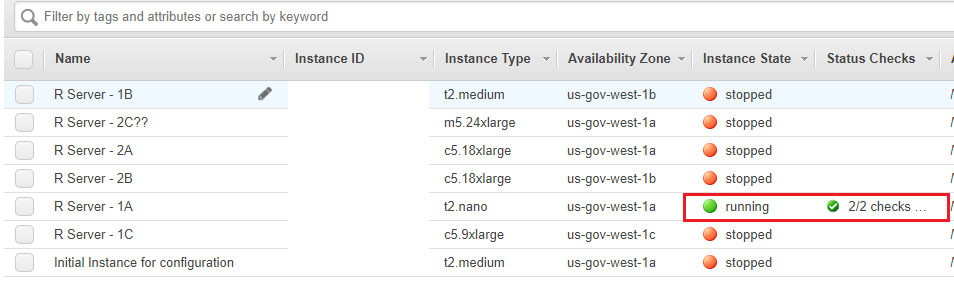 Filter by tags and attributes or search by keyword
Name Instance ID Instance Type Availability Zone Instance State Status Checks
R Server - 1B t2.medium us-gov-west-1b stopped
R Server - 2C?? m5.24xlarge us-gov-west-1a stopped
R Server - 2A c5.18xlarge us-gov-west-1a stopped
R Server - 2B c5.18xlarge us-gov-west-1b stopped
R Server - 1A t2.nano us-gov-west-1a running 2/2 checks ...
R Server - 1C c5.9xlarge us-gov-west-1c stopped
Initial Instance for configuration t2.medium us-gov-west-1a stopped